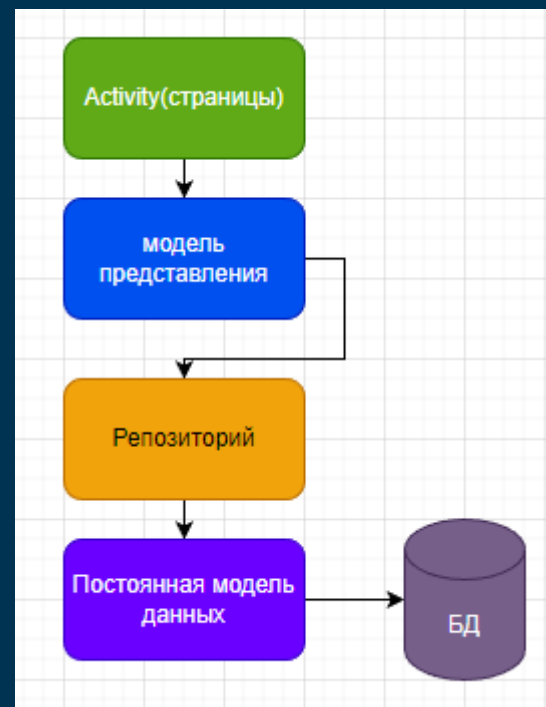 Activity(страницы)
модель
представления
Репозиторий
Постоянная модель
данных
БД